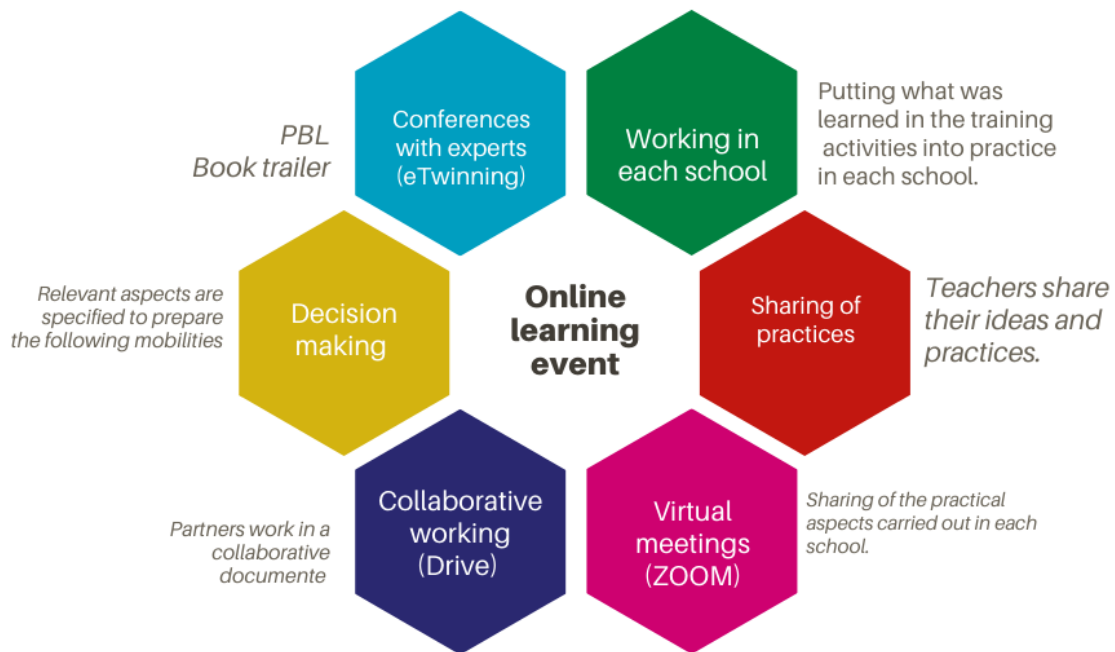 Conferences
with experts
(eTwinning)
PBL
Book trailer
Working in
each school
Putting what was
learned in the training
activities into practice
in each school.
Relevant aspects are
specified to prepare
the following mobilities
Decision
making
Online
learning
event
Sharing of
practices
Teachers share
their ideas and
practices.
Partners work in a
collaborative
documente
Collaborative
working
(Drive)
Virtual
meetings
(ZOOM)
Sharing of the practical
aspects carried out in each
school.